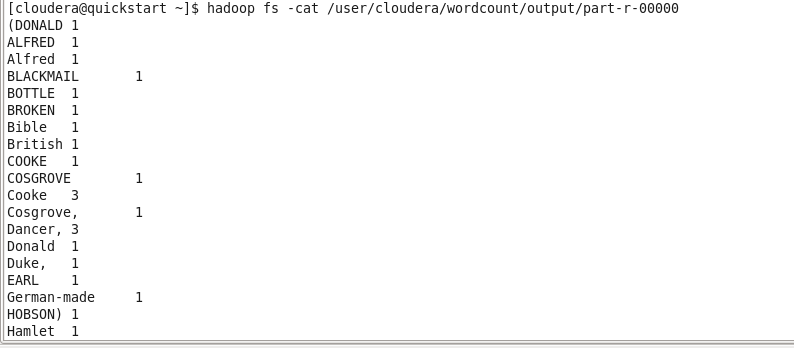 [cloudera@quickstart ~]$ hadoop fs -cat /user/cloudera/wordcount/output/part-r-00000
(DONALD 1
ALFRED 1
Alfred 1
BLACKMAIL 1
BOTTLE 1
BROKEN 1
Bible 1
British 1
COOKE 1
COSGROVE 1
Cooke 3
Cosgrove, 1
Dancer, 3
Donald 1
Duke, 1
EARL 1
German-made 1
HOBSON) 1
Hamlet 1